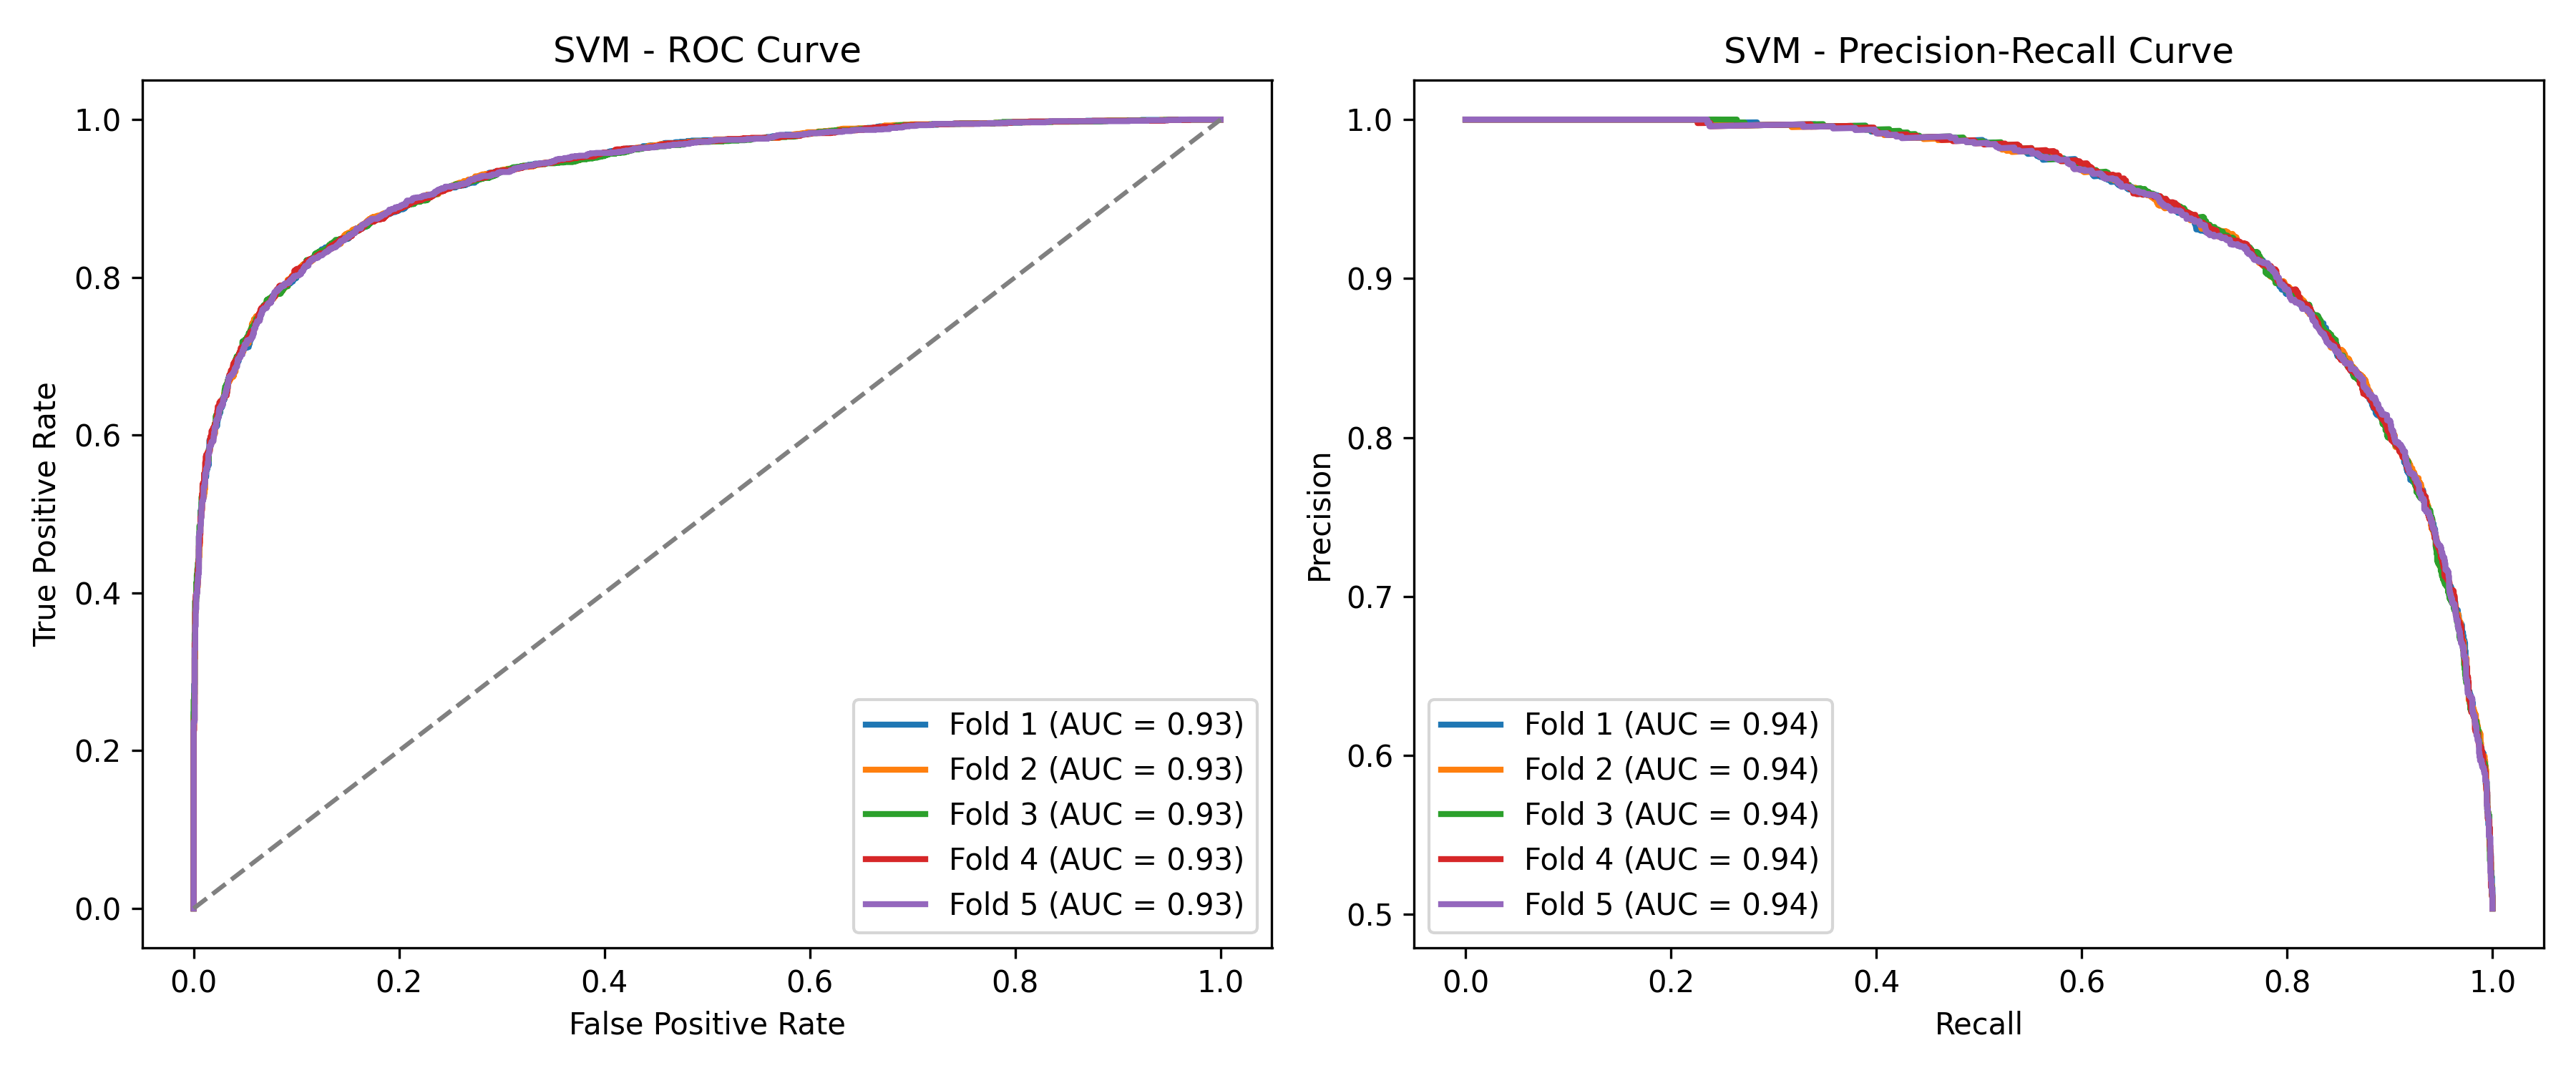 SVM - ROC Curve
True Positive Rate
1.0
0.8
0.6
0.4
0.2
0.0
0.0 0.2 0.4 0.6 0.8 1.0
False Positive Rate
Fold 1 (AUC = 0.93)
Fold 2 (AUC = 0.93)
Fold 3 (AUC = 0.93)
Fold 4 (AUC = 0.93)
Fold 5 (AUC = 0.93)
SVM - Precision-Recall Curve
Precision
1.0
0.9
0.8
0.7
0.6
0.5
0.0 0.2 0.4 0.6 0.8 1.0
Recall
Fold 1 (AUC = 0.94)
Fold 2 (AUC = 0.94)
Fold 3 (AUC = 0.94)
Fold 4 (AUC = 0.94)
Fold 5 (AUC = 0.94)